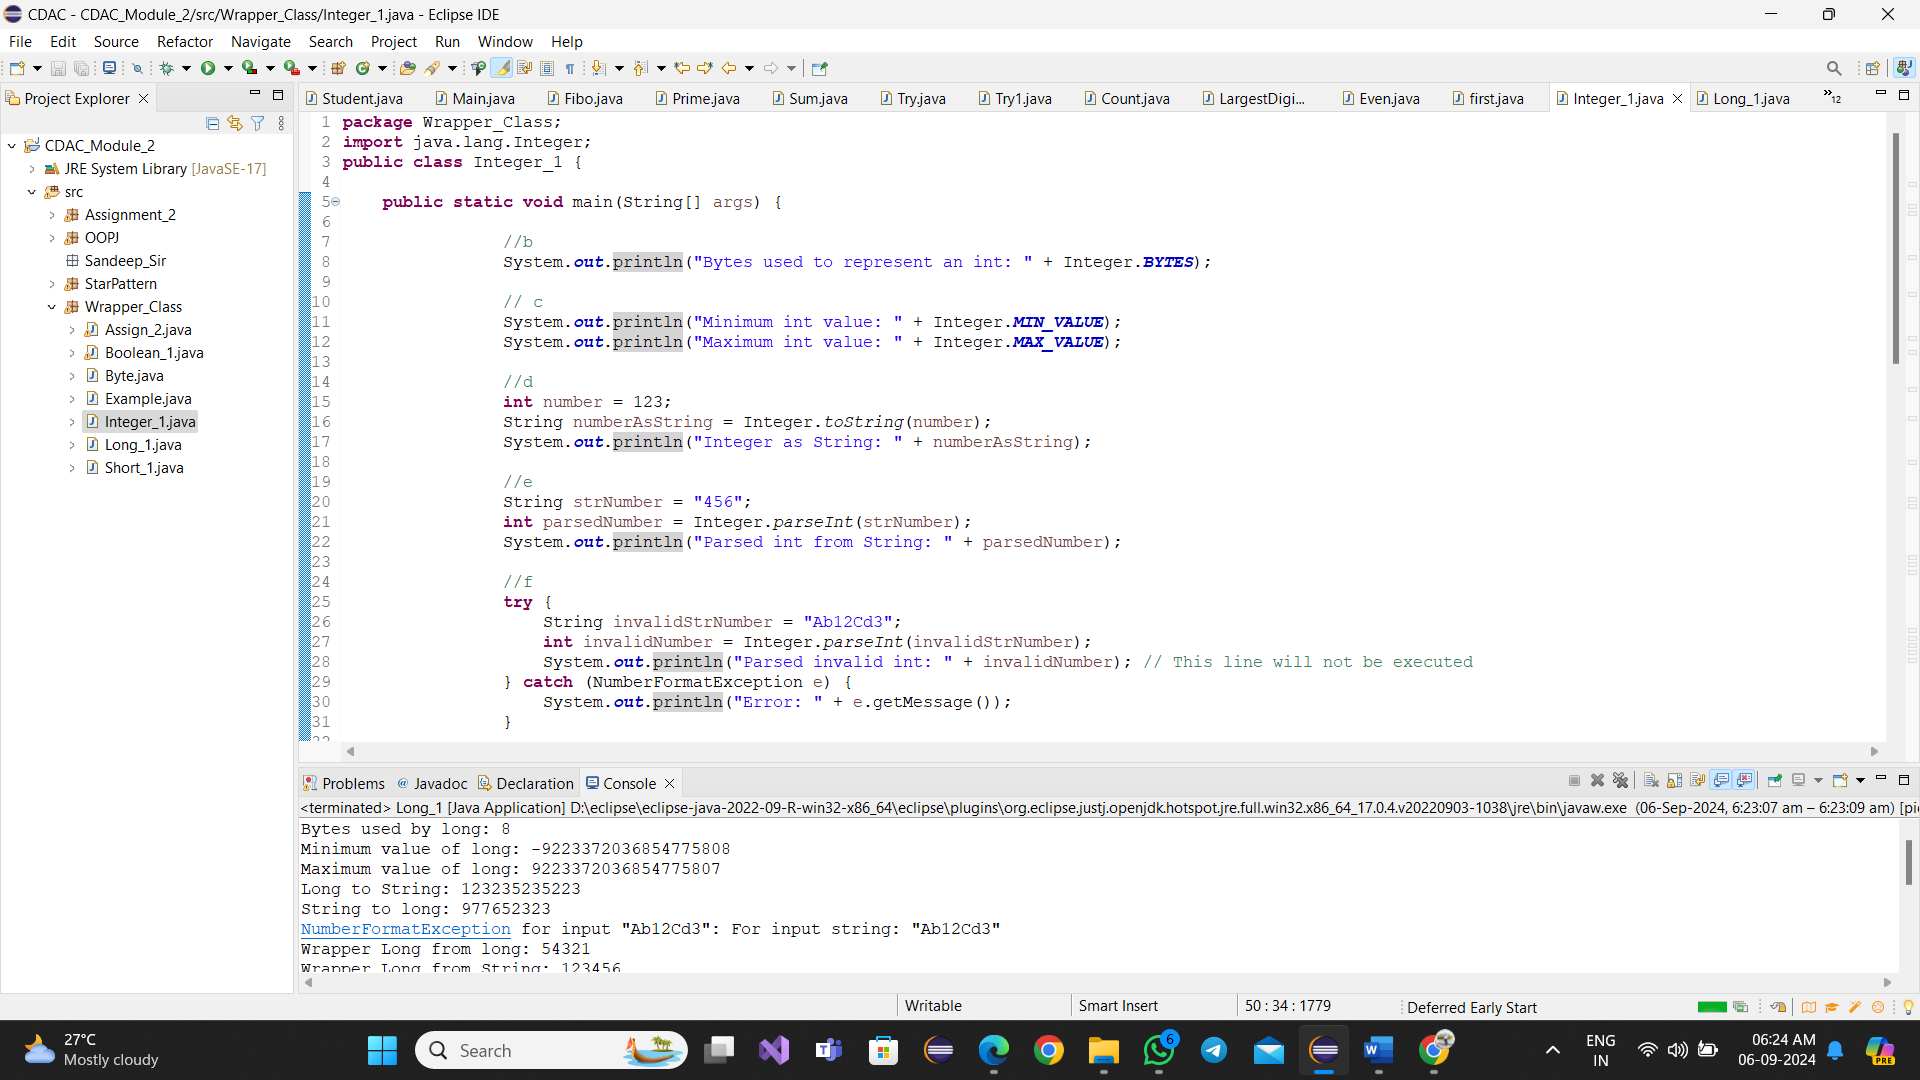 CDAC - CDAC_Module_2/src/Wrapper_Class/Integer_1.java - Eclipse IDE
File Edit Source Refactor Navigate Search Project Run Window Help
Project Explorer
Student.java Main.java Fibo.java Prime.java Sum.java Try.java Try1.java Count.java LargestDigi... Even.java first.java Integer_1.java Long_1.java »12
CDAC_Module_2
JRE System Library [JavaSE-17]
src
Assignment_2
OOPJ
Sandeep_Sir
StarPattern
Wrapper_Class
Assign_2.java
Boolean_1.java
Byte.java
Example.java
Integer_1.java
Long_1.java
Short_1.java
1 package Wrapper_Class;
2 import java.lang.Integer;
3 public class Integer_1 {
4
5 public static void main(String[] args) {
6
7 //b
8 System.out.println("Bytes used to represent an int: " + Integer.BYTES);
9
10 // c
11 System.out.println("Minimum int value: " + Integer.MIN_VALUE);
12 System.out.println("Maximum int value: " + Integer.MAX_VALUE);
13
14 //d
15 int number = 123;
16 String numberAsString = Integer.toString(number);
17 System.out.println("Integer as String: " + numberAsString);
18
19 //e
20 String strNumber = "456";
21 int parsedNumber = Integer.parseInt(strNumber);
22 System.out.println("Parsed int from String: " + parsedNumber);
23
24 //f
25 try {
26 String invalidStrNumber = "Ab12Cd3";
27 int invalidNumber = Integer.parseInt(invalidStrNumber);
28 System.out.println("Parsed invalid int: " + invalidNumber); // This line will not be executed
29 } catch (NumberFormatException e) {
30 System.out.println("Error: " + e.getMessage());
31 }
Problems @ Javadoc Declaration Console
<terminated> Long_1 [Java Application] D:\eclipse\eclipse-java-2022-09-R-win32-x86_64\eclipse\plugins\org.eclipse.justj.openjdk.hotspot.jre.full.win32.x86_64_17.0.4.v20220903-1038\jre\bin\javaw.exe (06-Sep-2024, 6:23:07 am – 6:23:09 am) [pi
Bytes used by long: 8
Minimum value of long: -9223372036854775808
Maximum value of long: 9223372036854775807
Long to String: 123235235223
String to long: 977652323
NumberFormatException for input "Ab12Cd3": For input string: "Ab12Cd3"
Wrapper Long from long: 54321
Wrapper Long from String: 123456
Writable Smart Insert 50 : 34 : 1779 Deferred Early Start
27°C
Mostly cloudy
Search
6
ENG
IN
06:24 AM
06-09-2024
PRE